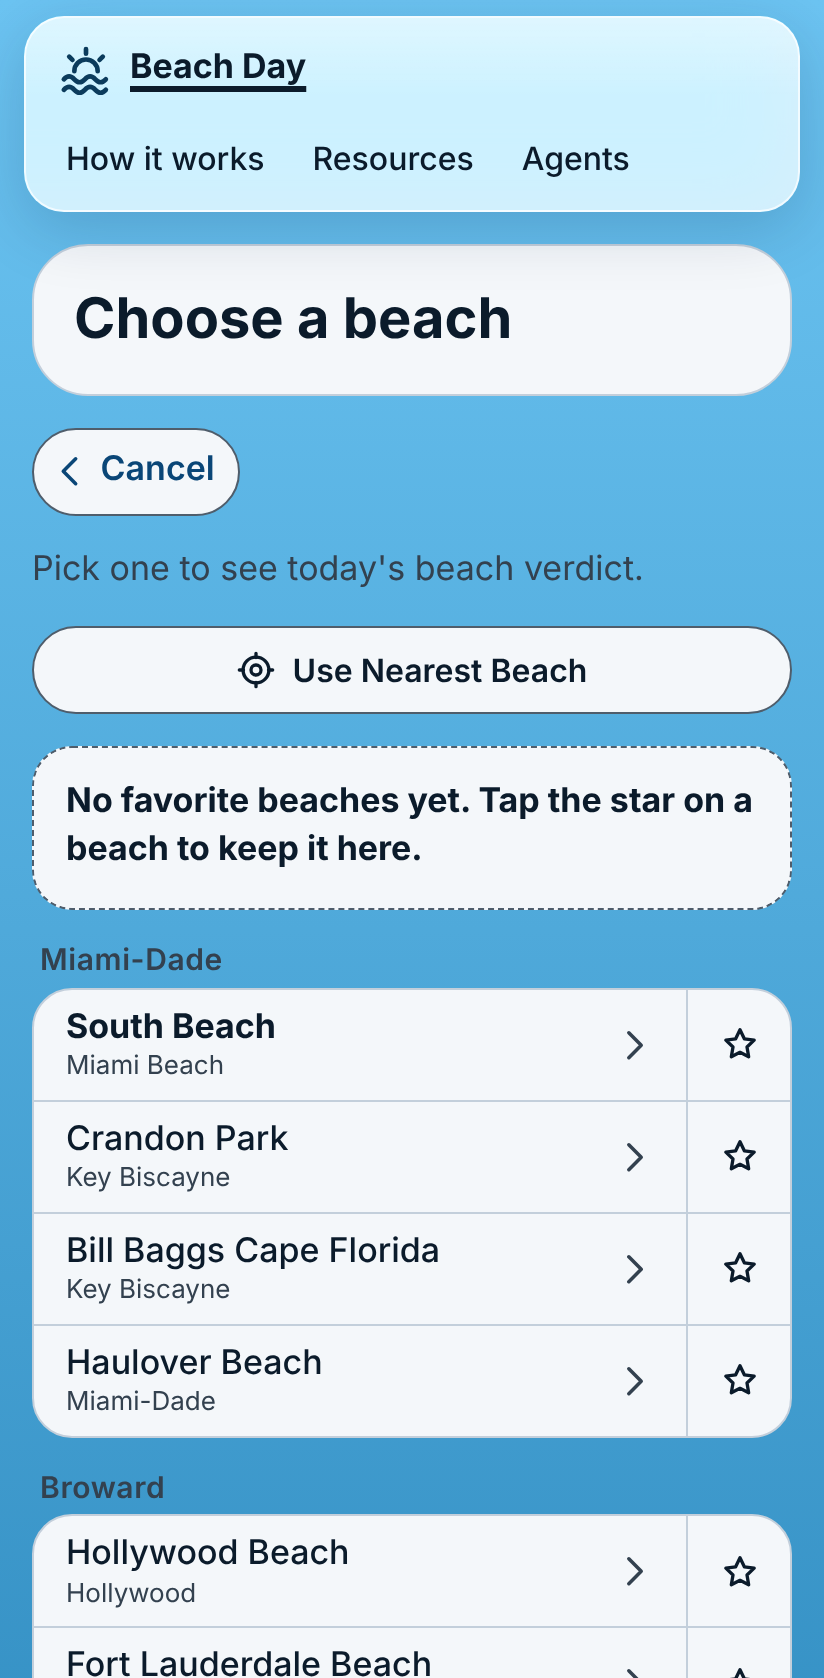 Beach Day
How it works Resources Agents
Choose a beach
Cancel
Pick one to see today's beach verdict.
Use Nearest Beach
No favorite beaches yet. Tap the star on a
beach to keep it here.
Miami-Dade
South Beach
Miami Beach
Crandon Park
Key Biscayne
Bill Baggs Cape Florida
Key Biscayne
Haulover Beach
Miami-Dade
Broward
Hollywood Beach
Hollywood
Fort Lauderdale Beach